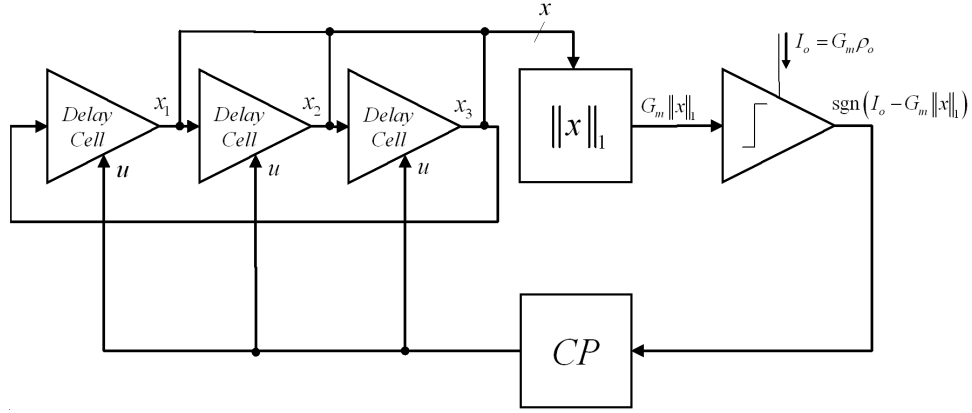 x
I_o = G_m ρ_o
Delay Cell
x_1
Delay Cell
x_2
Delay Cell
x_3
‖x‖_1
G_m‖x‖_1
sgn(I_o − G_m‖x‖_1)
u
u
u
CP